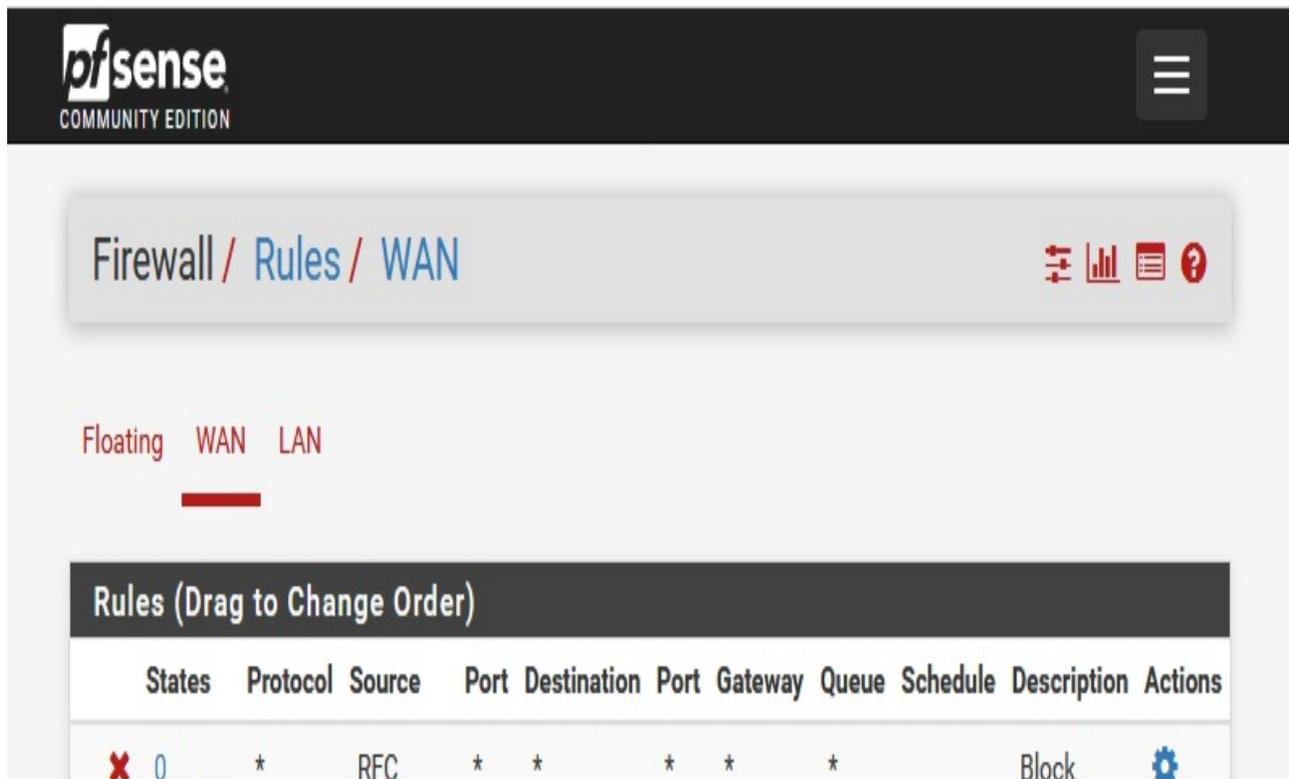 pfsense
COMMUNITY EDITION
Firewall / Rules / WAN
Floating WAN LAN
Rules (Drag to Change Order)
States Protocol Source Port Destination Port Gateway Queue Schedule Description Actions
0 * RFC * * * * * Block